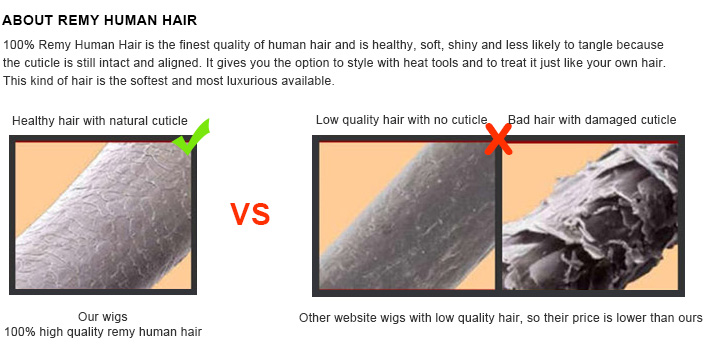 ABOUT REMY HUMAN HAIR
100% Remy Human Hair is the finest quality of human hair and is healthy, soft, shiny and less likely to tangle because
the cuticle is still intact and aligned. It gives you the option to style with heat tools and to treat it just like your own hair.
This kind of hair is the softest and most luxurious available.
Healthy hair with natural cuticle
Low quality hair with no cuticle
Bad hair with damaged cuticle
VS
Our wigs
100% high quality remy human hair
Other website wigs with low quality hair, so their price is lower than ours